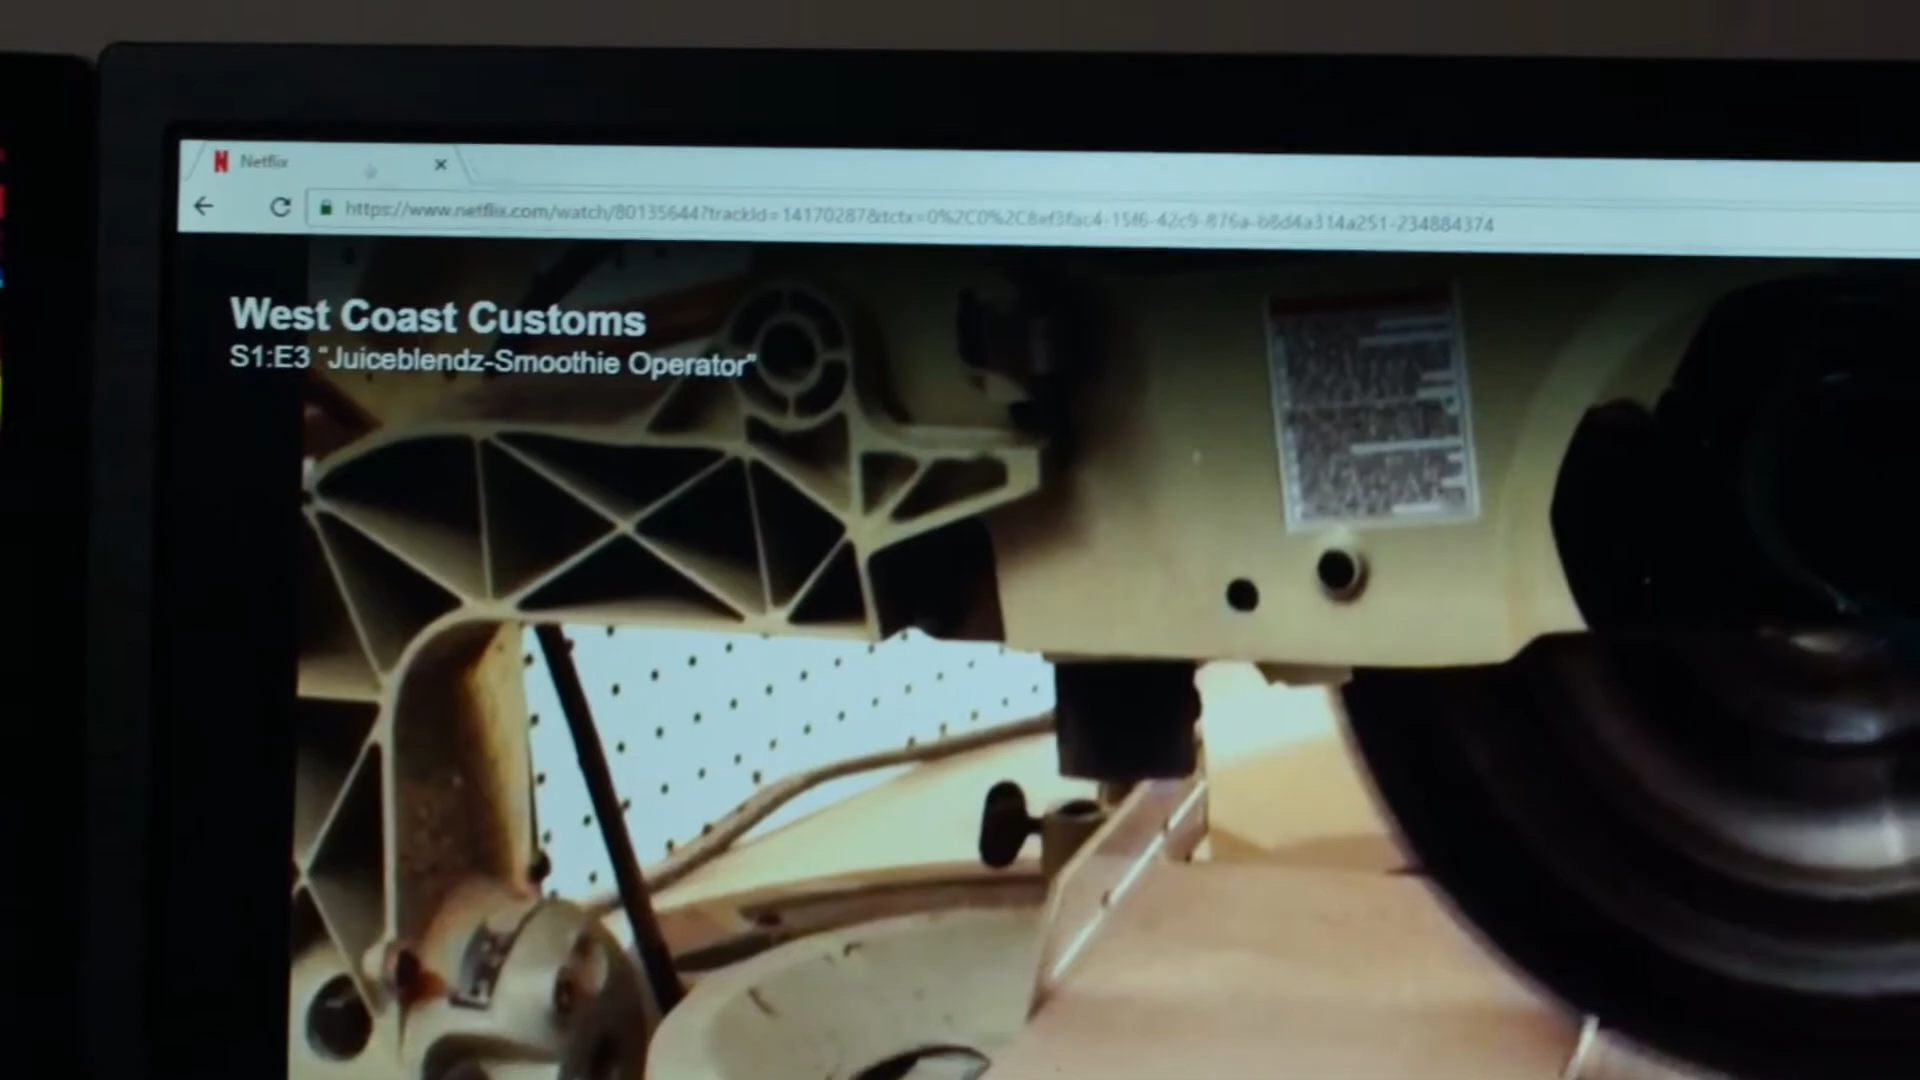 Netflix
https://www.netflix.com/watch/80135644?trackId=14170287&tctx=0%2C0%2C8ef3fac4-15f6-42c9-876a-b8d4a314a251-234884374
West Coast Customs
S1:E3 “Juiceblendz-Smoothie Operator”